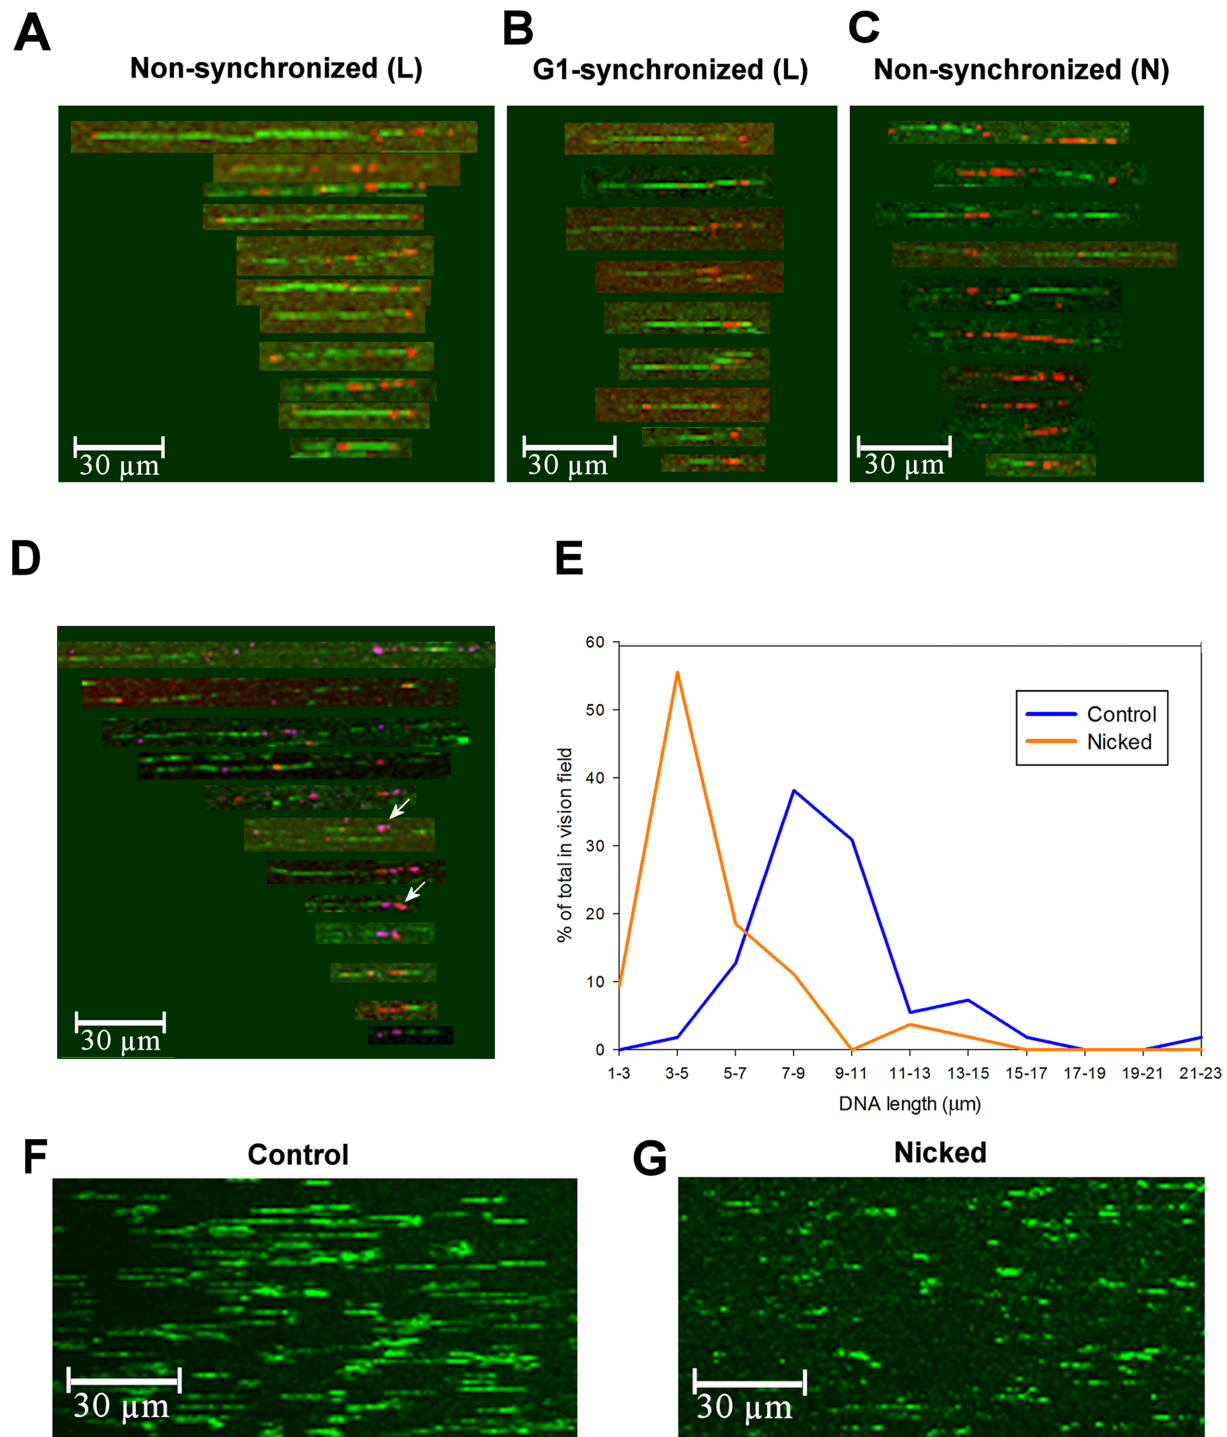 A
B
C
Non-synchronized (L)
G1-synchronized (L)
Non-synchronized (N)
30 µm
30 µm
30 µm
D
E
30 µm
60
50
40
30
20
10
0
% of total in vision field
Control
Nicked
1-3 3-5 5-7 7-9 9-11 11-13 13-15 15-17 17-19 19-21 21-23
DNA length (µm)
F
Control
G
Nicked
30 µm
30 µm